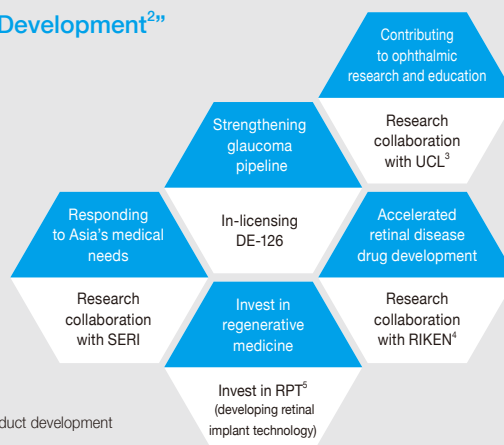 Development²”
Contributing
to ophthalmic
research and education
Research
collaboration
with UCL³
Strengthening
glaucoma
pipeline
In-licensing
DE-126
Responding
to Asia's medical
needs
Research
collaboration
with SERI
Accelerated
retinal disease
drug development
Research
collaboration
with RIKEN⁴
Invest in
regenerative
medicine
Invest in RPT⁵
(developing retinal
implant technology)
duct development